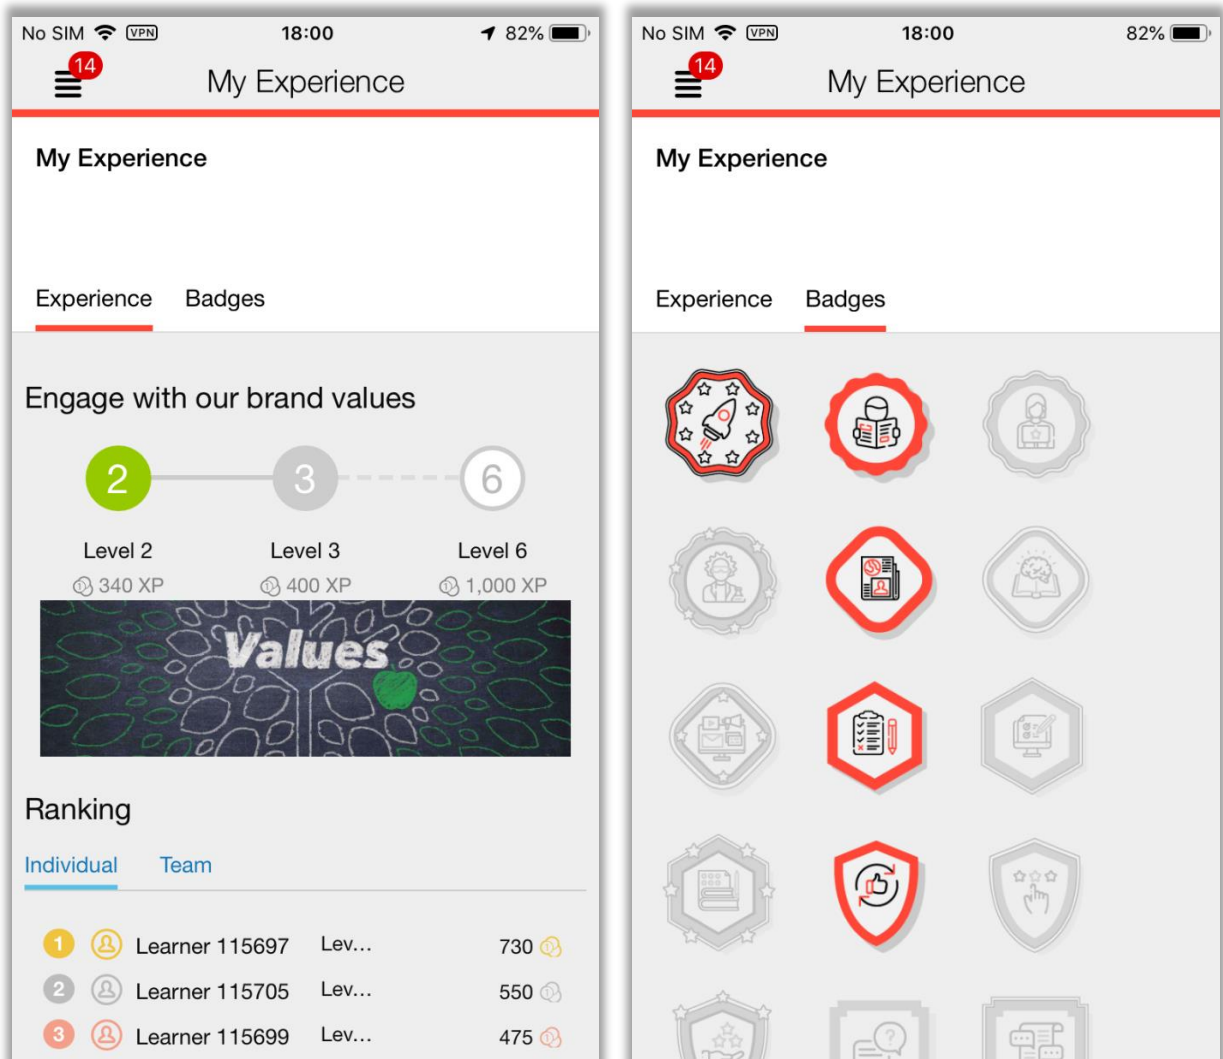 No SIM VPN 18:00 82%
14
My Experience
My Experience
Experience Badges
Engage with our brand values
2 3 6
Level 2 Level 3 Level 6
340 XP 400 XP 1,000 XP
Values
Ranking
Individual Team
1 Learner 115697 Lev... 730
2 Learner 115705 Lev... 550
3 Learner 115699 Lev... 475
No SIM VPN 18:00 82%
14
My Experience
My Experience
Experience Badges